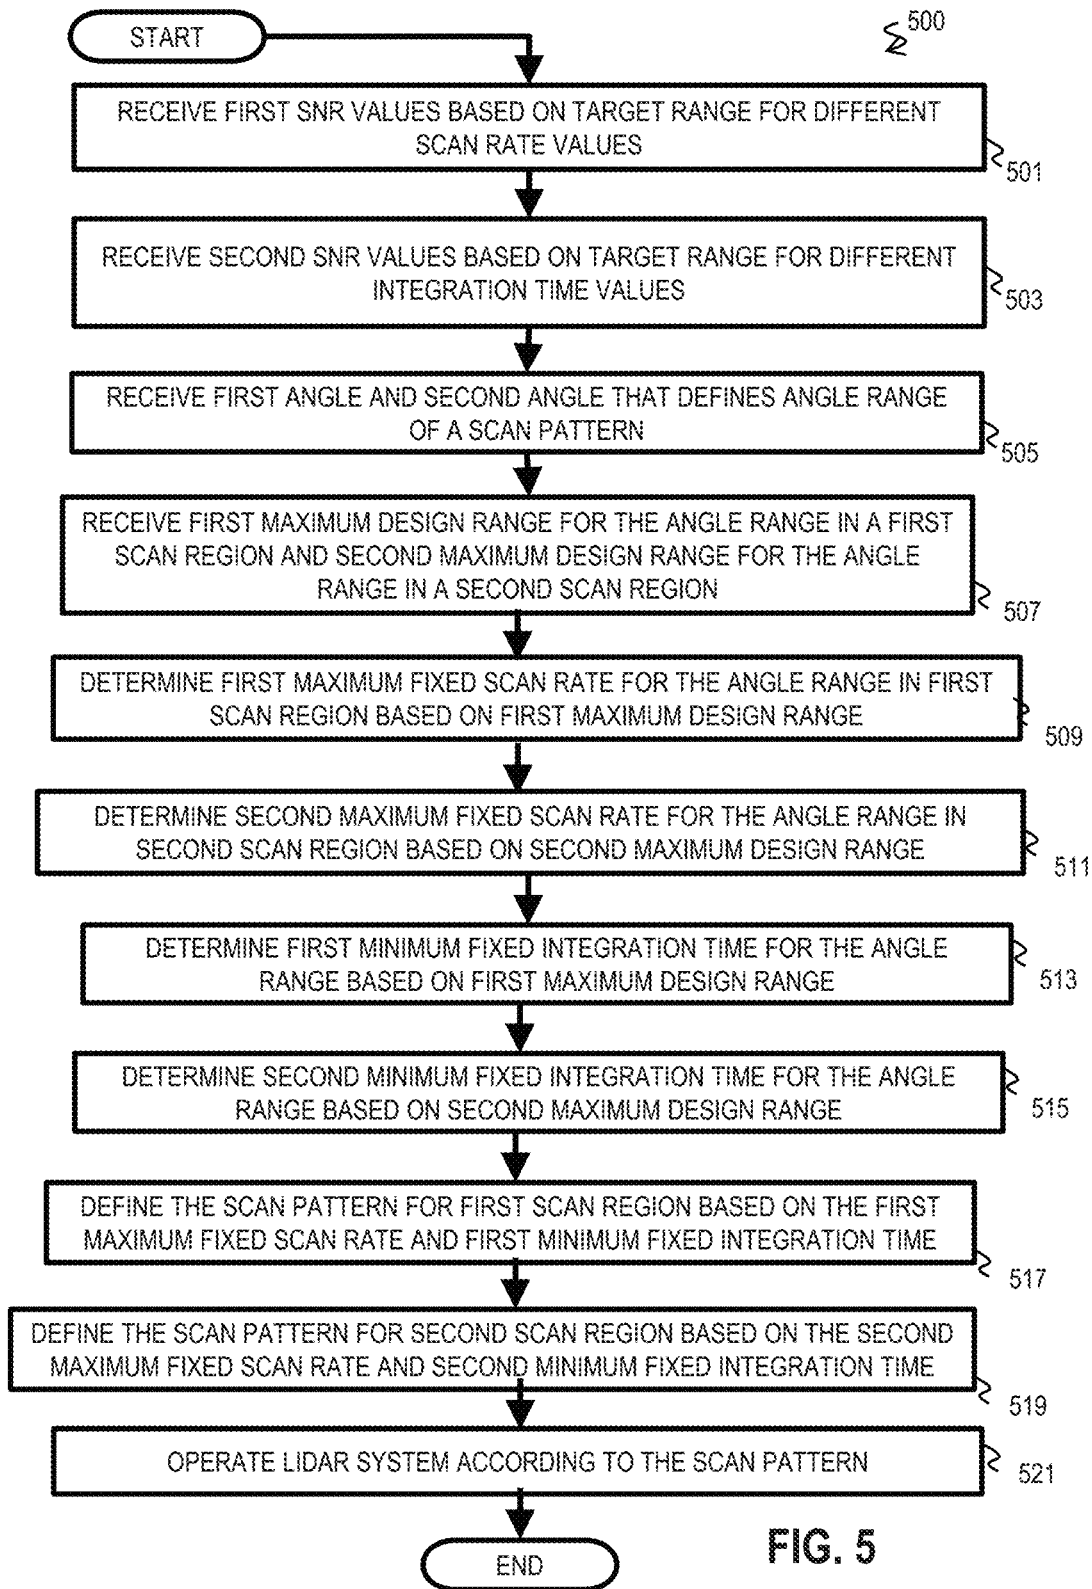 START
500
RECEIVE FIRST SNR VALUES BASED ON TARGET RANGE FOR DIFFERENT
SCAN RATE VALUES
501
RECEIVE SECOND SNR VALUES BASED ON TARGET RANGE FOR DIFFERENT
INTEGRATION TIME VALUES
503
RECEIVE FIRST ANGLE AND SECOND ANGLE THAT DEFINES ANGLE RANGE
OF A SCAN PATTERN
505
RECEIVE FIRST MAXIMUM DESIGN RANGE FOR THE ANGLE RANGE IN A FIRST
SCAN REGION AND SECOND MAXIMUM DESIGN RANGE FOR THE ANGLE
RANGE IN A SECOND SCAN REGION
507
DETERMINE FIRST MAXIMUM FIXED SCAN RATE FOR THE ANGLE RANGE IN FIRST
SCAN REGION BASED ON FIRST MAXIMUM DESIGN RANGE
509
DETERMINE SECOND MAXIMUM FIXED SCAN RATE FOR THE ANGLE RANGE IN
SECOND SCAN REGION BASED ON SECOND MAXIMUM DESIGN RANGE
511
DETERMINE FIRST MINIMUM FIXED INTEGRATION TIME FOR THE ANGLE
RANGE BASED ON FIRST MAXIMUM DESIGN RANGE
513
DETERMINE SECOND MINIMUM FIXED INTEGRATION TIME FOR THE ANGLE
RANGE BASED ON SECOND MAXIMUM DESIGN RANGE
515
DEFINE THE SCAN PATTERN FOR FIRST SCAN REGION BASED ON THE FIRST
MAXIMUM FIXED SCAN RATE AND FIRST MINIMUM FIXED INTEGRATION TIME
517
DEFINE THE SCAN PATTERN FOR SECOND SCAN REGION BASED ON THE SECOND
MAXIMUM FIXED SCAN RATE AND SECOND MINIMUM FIXED INTEGRATION TIME
519
OPERATE LIDAR SYSTEM ACCORDING TO THE SCAN PATTERN
521
END
FIG. 5